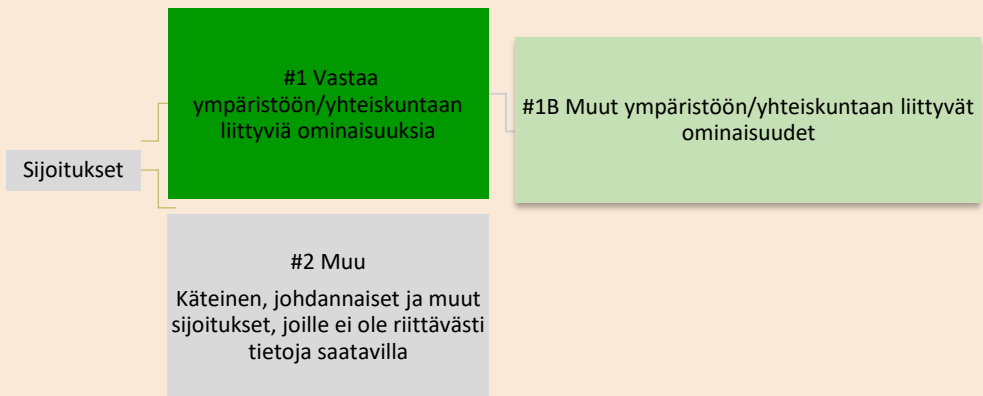 #1 Vastaa
ympäristöön/yhteiskuntaan
liittyviä ominaisuuksia
#1B Muut ympäristöön/yhteiskuntaan liittyvät
ominaisuudet
Sijoitukset
#2 Muu
Käteinen, johdannaiset ja muut
sijoitukset, joille ei ole riittävästi
tietoja saatavilla